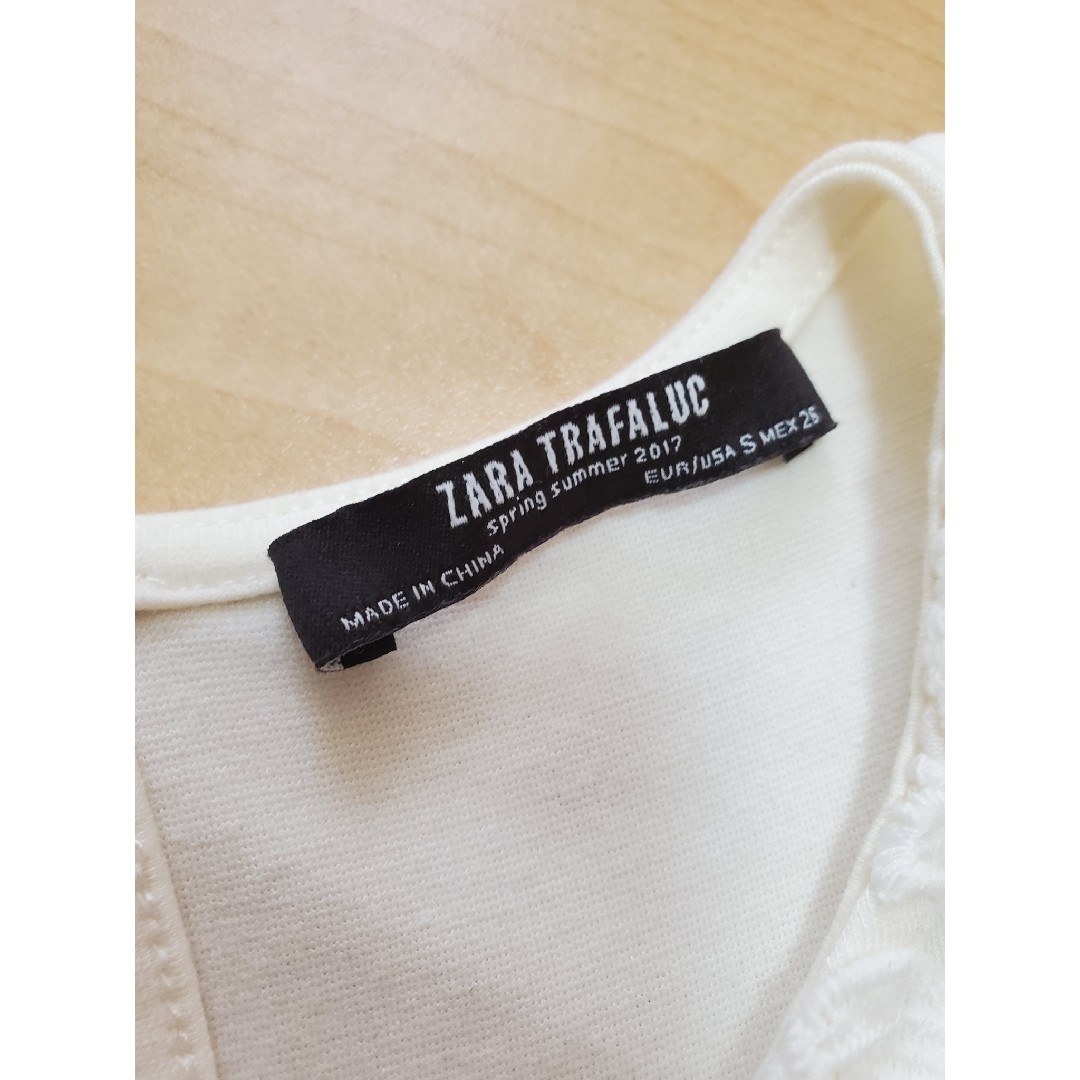 ZARA TRAFALUC
spring summer 2017
EUR/USA S MEX 26
MADE IN CHINA